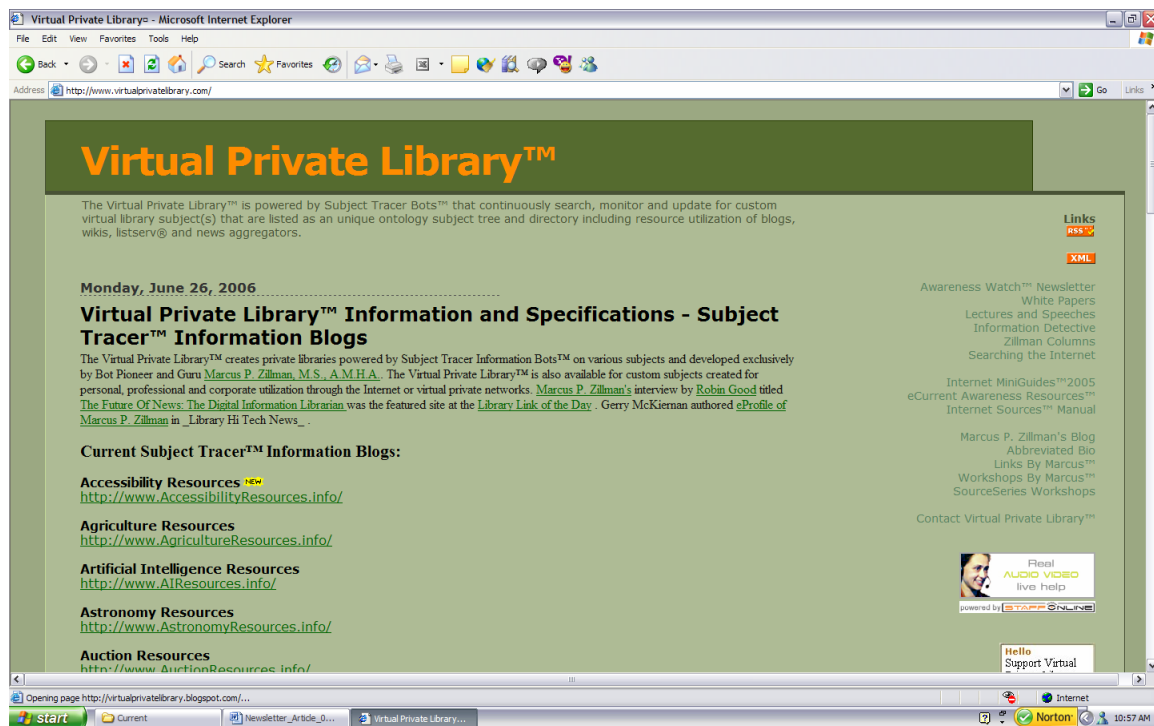 Virtual Private Library¤ - Microsoft Internet Explorer
File Edit View Favorites Tools Help
Back Search Favorites
Address http://www.virtualprivatelibrary.com/ Go Links
Virtual Private Library™
The Virtual Private Library™ is powered by Subject Tracer Bots™ that continuously search, monitor and update for custom
virtual library subject(s) that are listed as an unique ontology subject tree and directory including resource utilization of blogs,
wikis, listserv® and news aggregators.
Monday, June 26, 2006
Virtual Private Library™ Information and Specifications - Subject
Tracer™ Information Blogs
The Virtual Private Library™ creates private libraries powered by Subject Tracer Information Bots™ on various subjects and developed exclusively
by Bot Pioneer and Guru Marcus P. Zillman, M.S., A.M.H.A.. The Virtual Private Library™ is also available for custom subjects created for
personal, professional and corporate utilization through the Internet or virtual private networks. Marcus P. Zillman's interview by Robin Good titled
The Future Of News: The Digital Information Librarian was the featured site at the Library Link of the Day . Gerry McKiernan authored eProfile of
Marcus P. Zillman in _Library Hi Tech News_ .
Current Subject Tracer™ Information Blogs:
Accessibility Resources NEW
http://www.AccessibilityResources.info/
Agriculture Resources
http://www.AgricultureResources.info/
Artificial Intelligence Resources
http://www.AIResources.info/
Astronomy Resources
http://www.AstronomyResources.info/
Auction Resources
http://www.AuctionResources.info/
Links
RSS
XML
Awareness Watch™ Newsletter
White Papers
Lectures and Speeches
Information Detective
Zillman Columns
Searching the Internet
Internet MiniGuides™2005
eCurrent Awareness Resources™
Internet Sources™ Manual
Marcus P. Zillman's Blog
Abbreviated Bio
Links By Marcus™
Workshops By Marcus™
SourceSeries Workshops
Contact Virtual Private Library™
Real
AUDIO VIDEO
live help
powered by STAFFONLINE
Hello
Support Virtual
Opening page http://virtualprivatelibrary.blogspot.com/... Internet
start Current Newsletter_Article_0... Virtual Private Library... Norton 10:57 AM